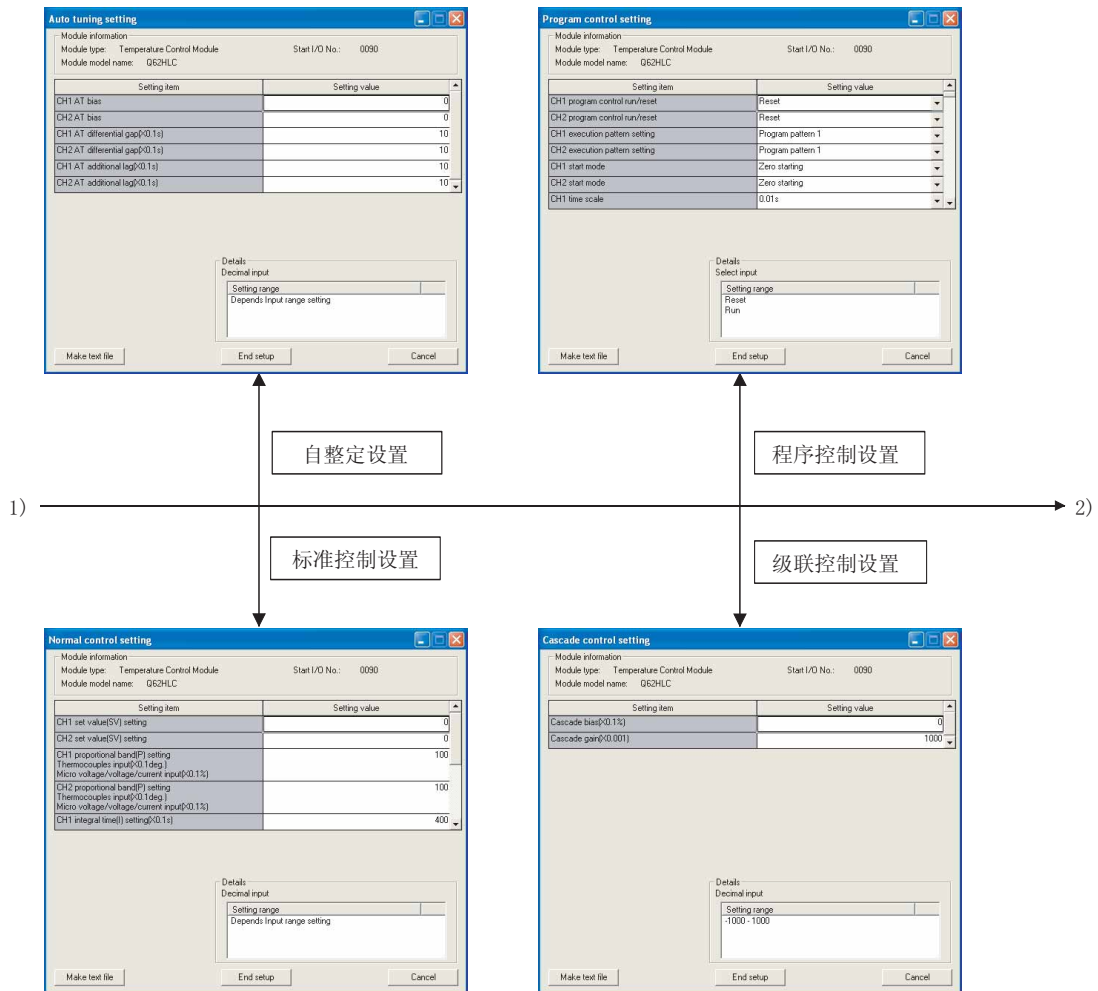 Auto tuning setting
Module information
Module type: Temperature Control Module Start I/O No.: 0090
Module model name: Q62HLC
Setting item Setting value
CH1 AT bias 0
CH2 AT bias 0
CH1 AT differential gap(X0.1s) 10
CH2 AT differential gap(X0.1s) 10
CH1 AT additional lag(X0.1s) 10
CH2 AT additional lag(X0.1s) 10
Details
Decimal input
Setting range
Depends Input range setting
Make text file End setup Cancel
Program control setting
Module information
Module type: Temperature Control Module Start I/O No.: 0090
Module model name: Q62HLC
Setting item Setting value
CH1 program control run/reset Reset
CH2 program control run/reset Reset
CH1 execution pattern setting Program pattern 1
CH2 execution pattern setting Program pattern 1
CH1 start mode Zero starting
CH2 start mode Zero starting
CH1 time scale 0.01s
Details
Select input
Setting range
Reset
Run
Make text file End setup Cancel
自整定设置
程序控制设置
1)
2)
标准控制设置
级联控制设置
Normal control setting
Module information
Module type: Temperature Control Module Start I/O No.: 0090
Module model name: Q62HLC
Setting item Setting value
CH1 set value(SV) setting 0
CH2 set value(SV) setting 0
CH1 proportional band(P) setting 100
Thermocouples input(X0.1deg.)
Micro voltage/voltage/current input(X0.1%)
CH2 proportional band(P) setting 100
Thermocouples input(X0.1deg.)
Micro voltage/voltage/current input(X0.1%)
CH1 integral time(I) setting(X0.1s) 400
Details
Decimal input
Setting range
Depends Input range setting
Make text file End setup Cancel
Cascade control setting
Module information
Module type: Temperature Control Module Start I/O No.: 0090
Module model name: Q62HLC
Setting item Setting value
Cascade bias(X0.1%) 0
Cascade gain(X0.001) 1000
Details
Decimal input
Setting range
-1000 - 1000
Make text file End setup Cancel